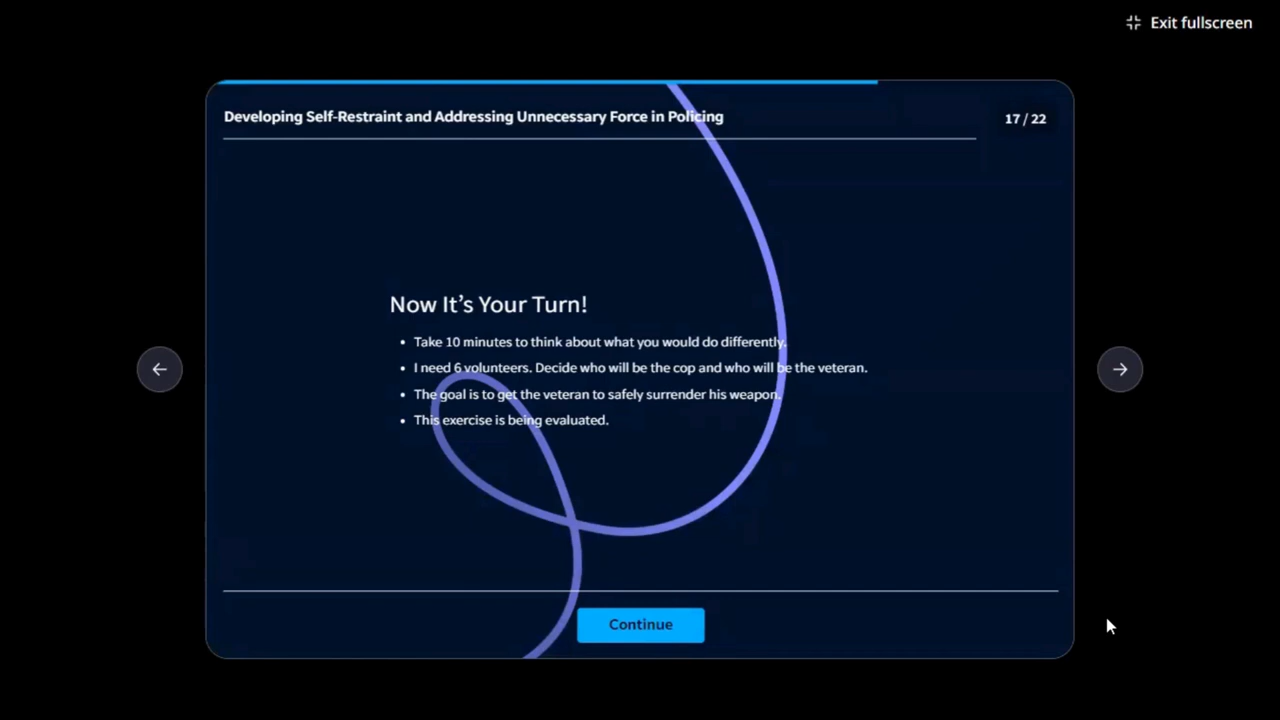 Exit fullscreen
Developing Self-Restraint and Addressing Unnecessary Force in Policing
17 / 22
Now It’s Your Turn!
• Take 10 minutes to think about what you would do differently.
• I need 6 volunteers. Decide who will be the cop and who will be the veteran.
• The goal is to get the veteran to safely surrender his weapon.
• This exercise is being evaluated.
Continue